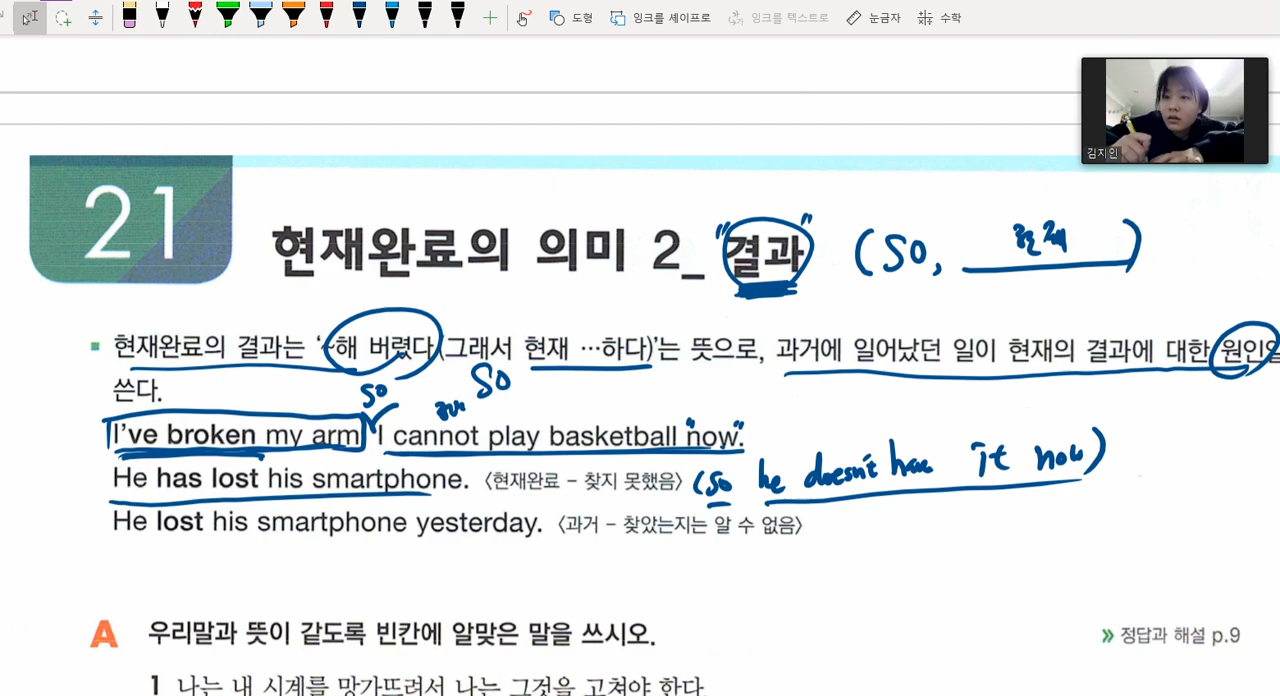 도형 잉크를 셰이프로 잉크를 텍스트로 눈금자 수학
김지인
21
현재완료의 의미 2_ "결과" (so, 현재)
현재완료의 결과는 '~해 버렸다(그래서 현재 …하다)'는 뜻으로, 과거에 일어났던 일이 현재의 결과에 대한 원인일
쓴다.
so so
현재
I've broken my arm I cannot play basketball "now".
He has lost his smartphone. 〈현재완료 – 찾지 못했음〉 (so he doesn't have it now)
He lost his smartphone yesterday. 〈과거 – 찾았는지는 알 수 없음〉
A 우리말과 뜻이 같도록 빈칸에 알맞은 말을 쓰시오.
» 정답과 해설 p.9
1 나는 내 시계를 망가뜨려서 나는 그것을 고쳐야 한다.